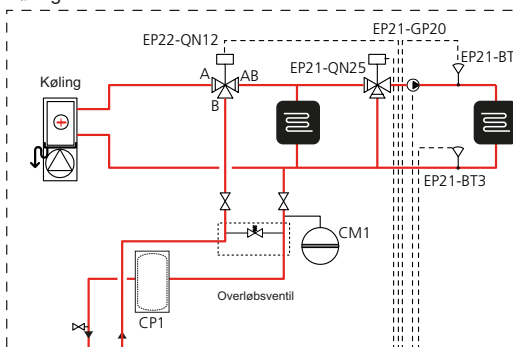 EP22-QN12
EP21-GP20
EP21-QN25
EP21-BT
Køling
A
AB
B
EP21-BT3
CM1
Overløbsventil
CP1